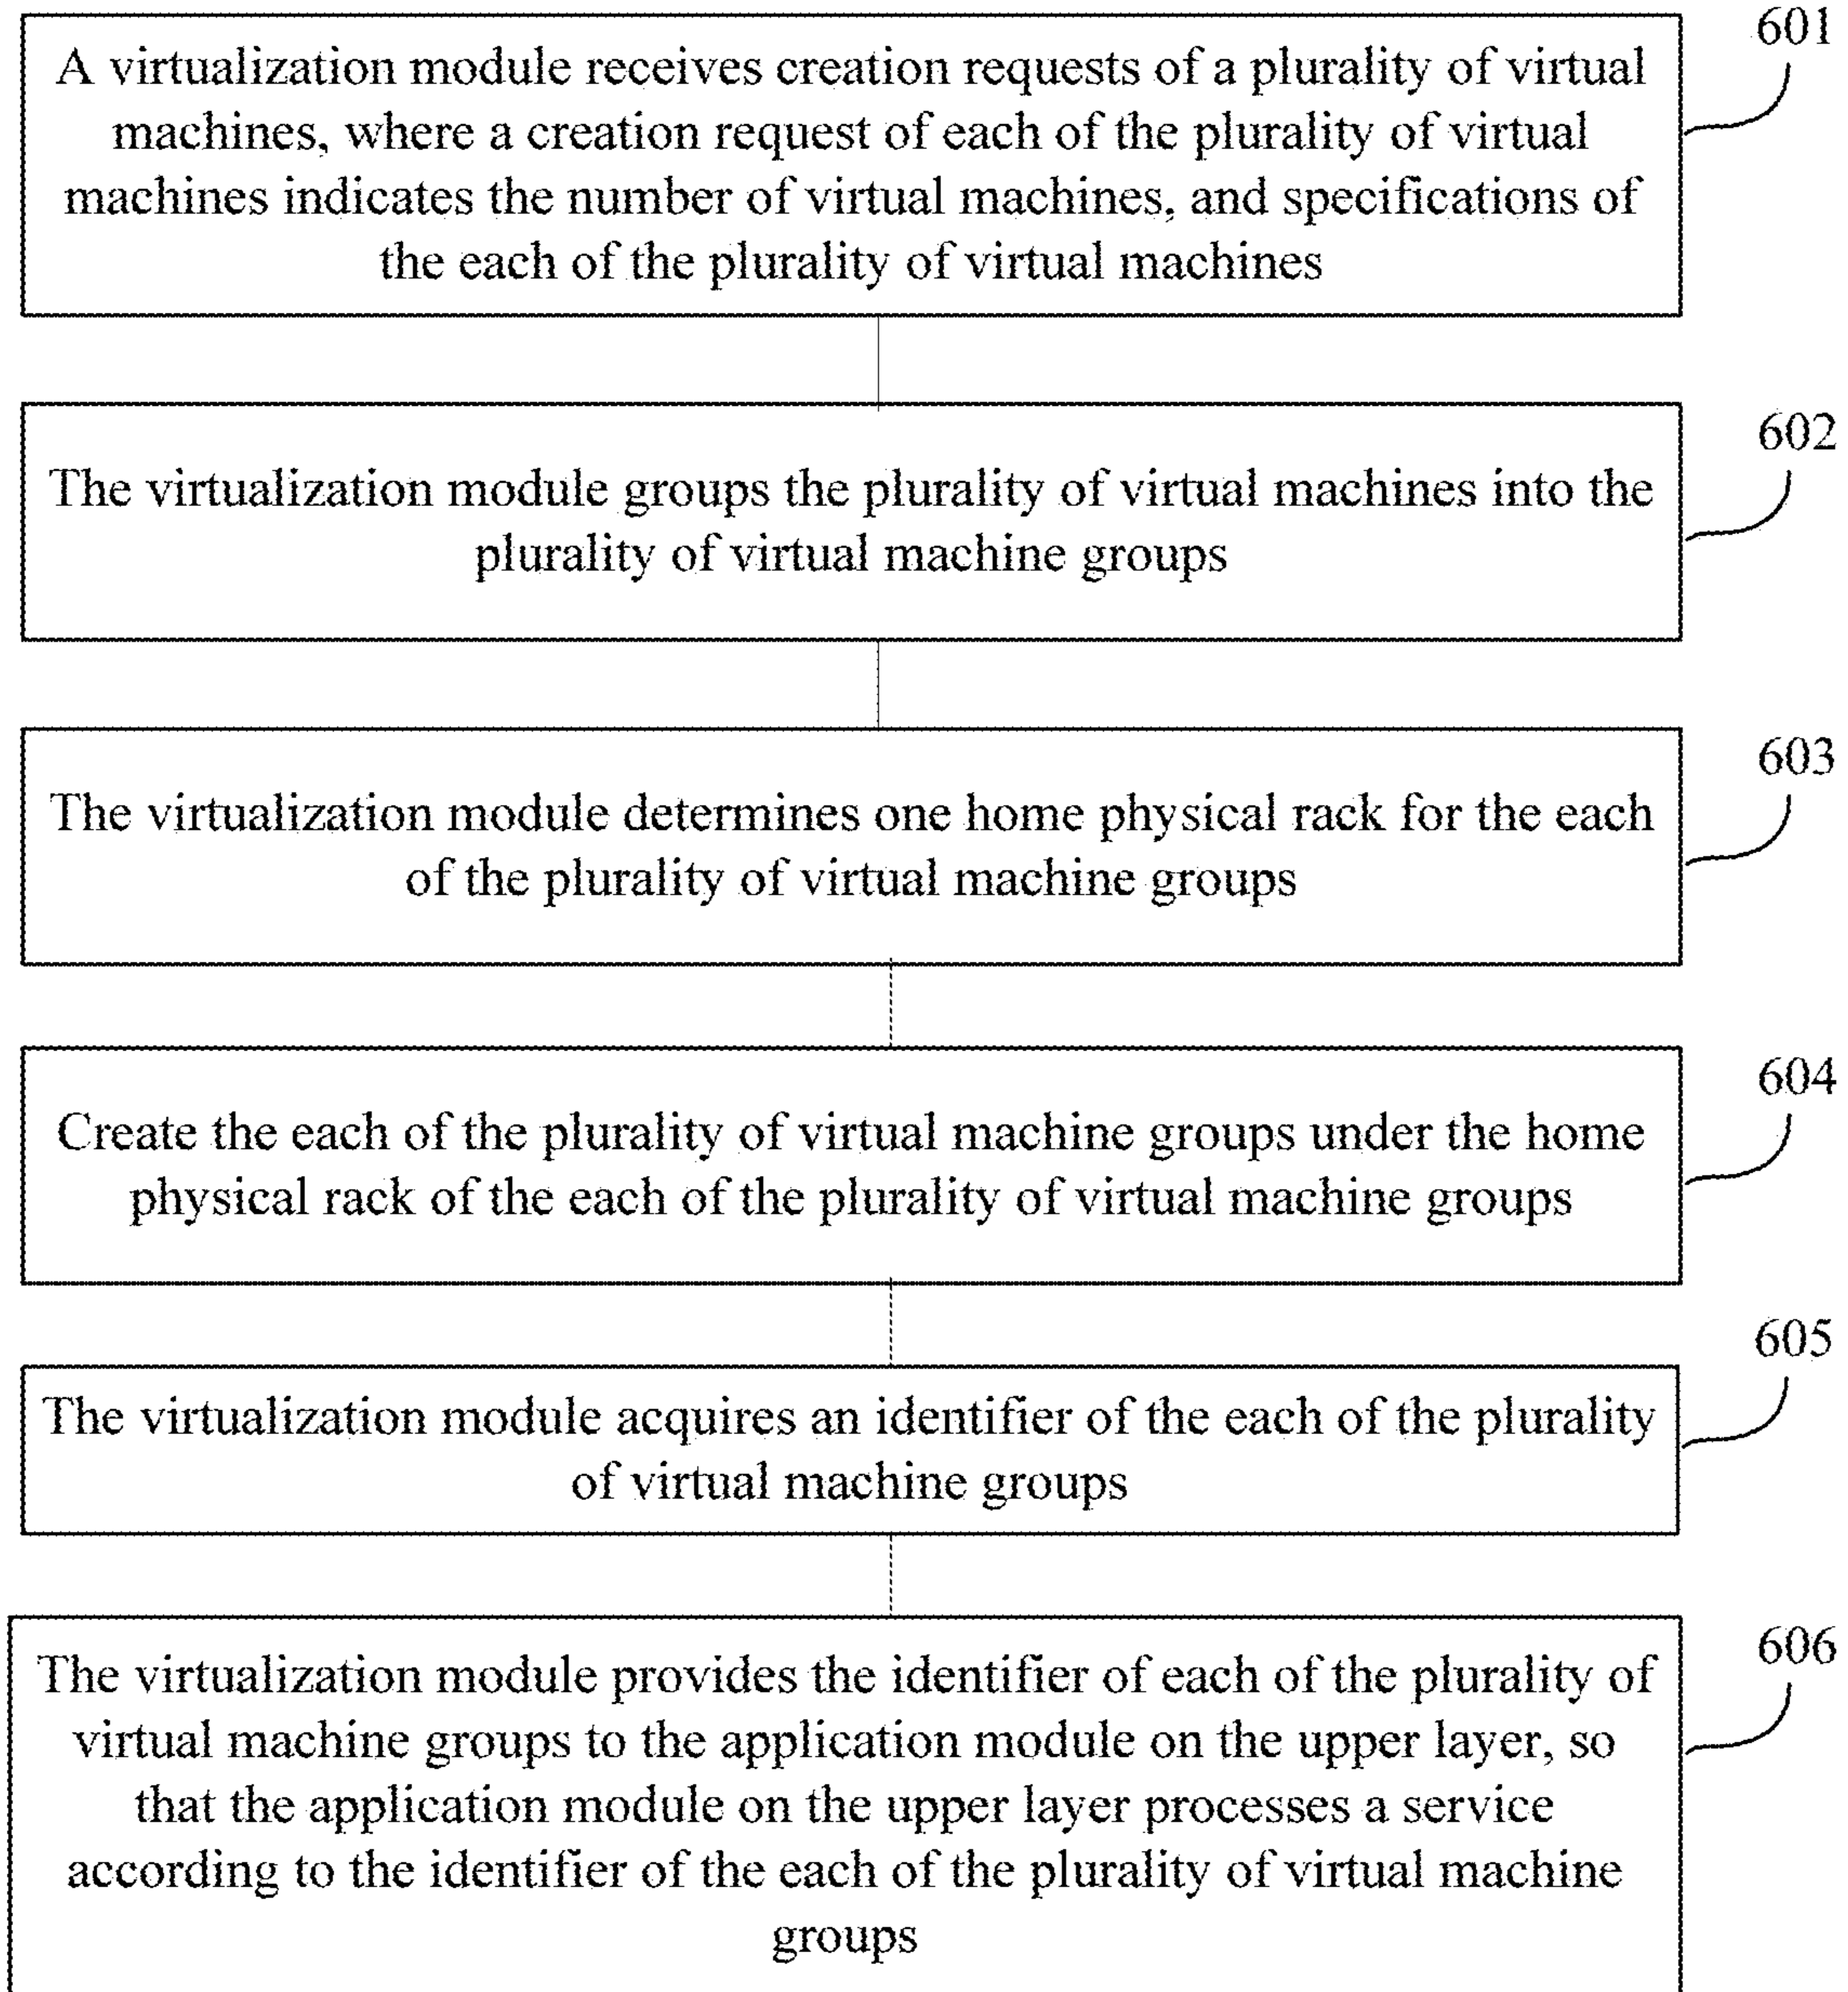 601
A virtualization module receives creation requests of a plurality of virtual
machines, where a creation request of each of the plurality of virtual
machines indicates the number of virtual machines, and specifications of
the each of the plurality of virtual machines
602
The virtualization module groups the plurality of virtual machines into the
plurality of virtual machine groups
603
The virtualization module determines one home physical rack for the each
of the plurality of virtual machine groups
604
Create the each of the plurality of virtual machine groups under the home
physical rack of the each of the plurality of virtual machine groups
605
The virtualization module acquires an identifier of the each of the plurality
of virtual machine groups
606
The virtualization module provides the identifier of each of the plurality of
virtual machine groups to the application module on the upper layer, so
that the application module on the upper layer processes a service
according to the identifier of the each of the plurality of virtual machine
groups